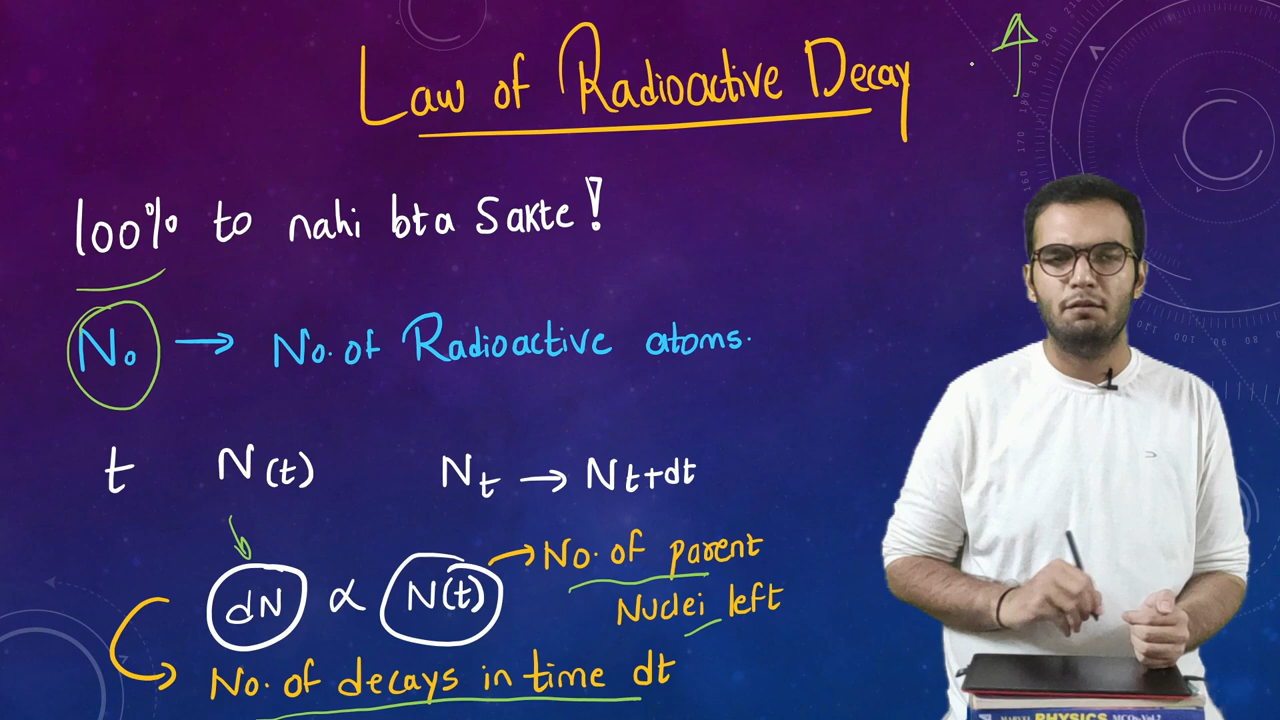 Law of Radioactive Decay
100% to nahi bta Sakte!
N₀ → No. of Radioactive atoms.
t N(t) Nt → Nt+dt
dN ∝ N(t) → No. of parent
Nuclei left
No. of decays in time dt
PHYSICS